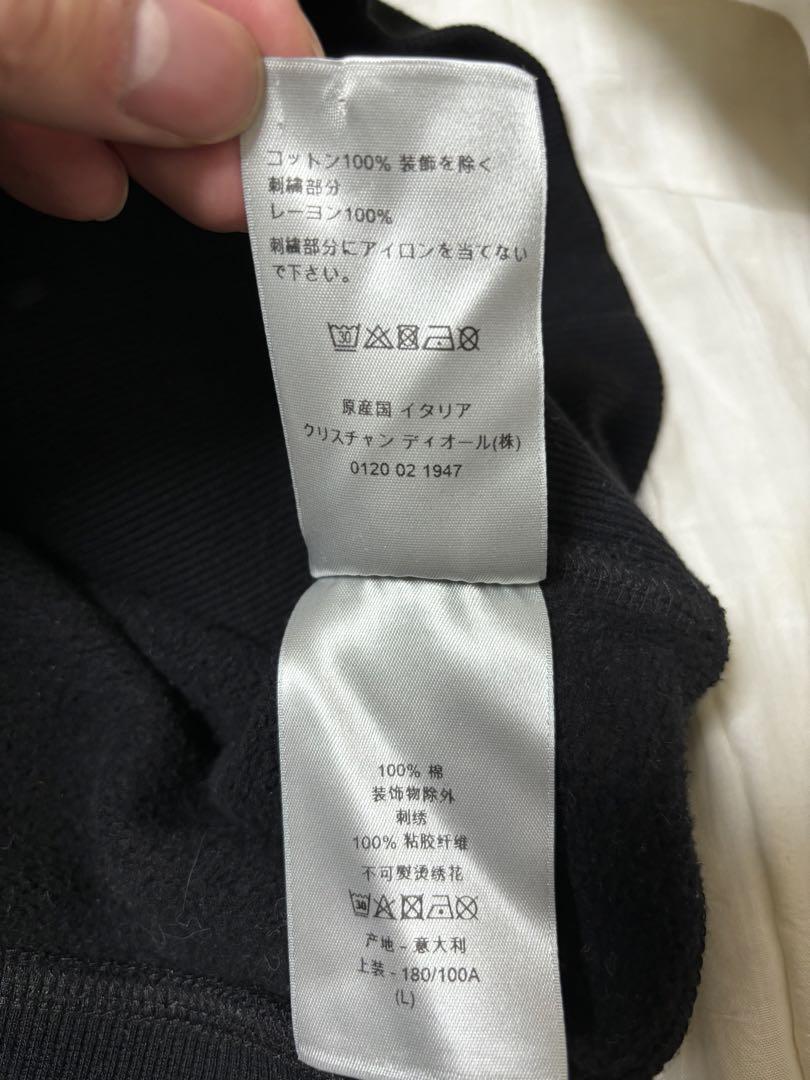 コットン100% 装飾を除く
刺繍部分
レーヨン100%
刺繍部分にアイロンを当てない
で下さい。
30
原産国 イタリア
クリスチャン ディオール(株)
0120 02 1947
100% 棉
装饰物除外
刺绣
100% 粘胶纤维
不可熨烫绣花
30
产地 - 意大利
上装 - 180/100A
(L)